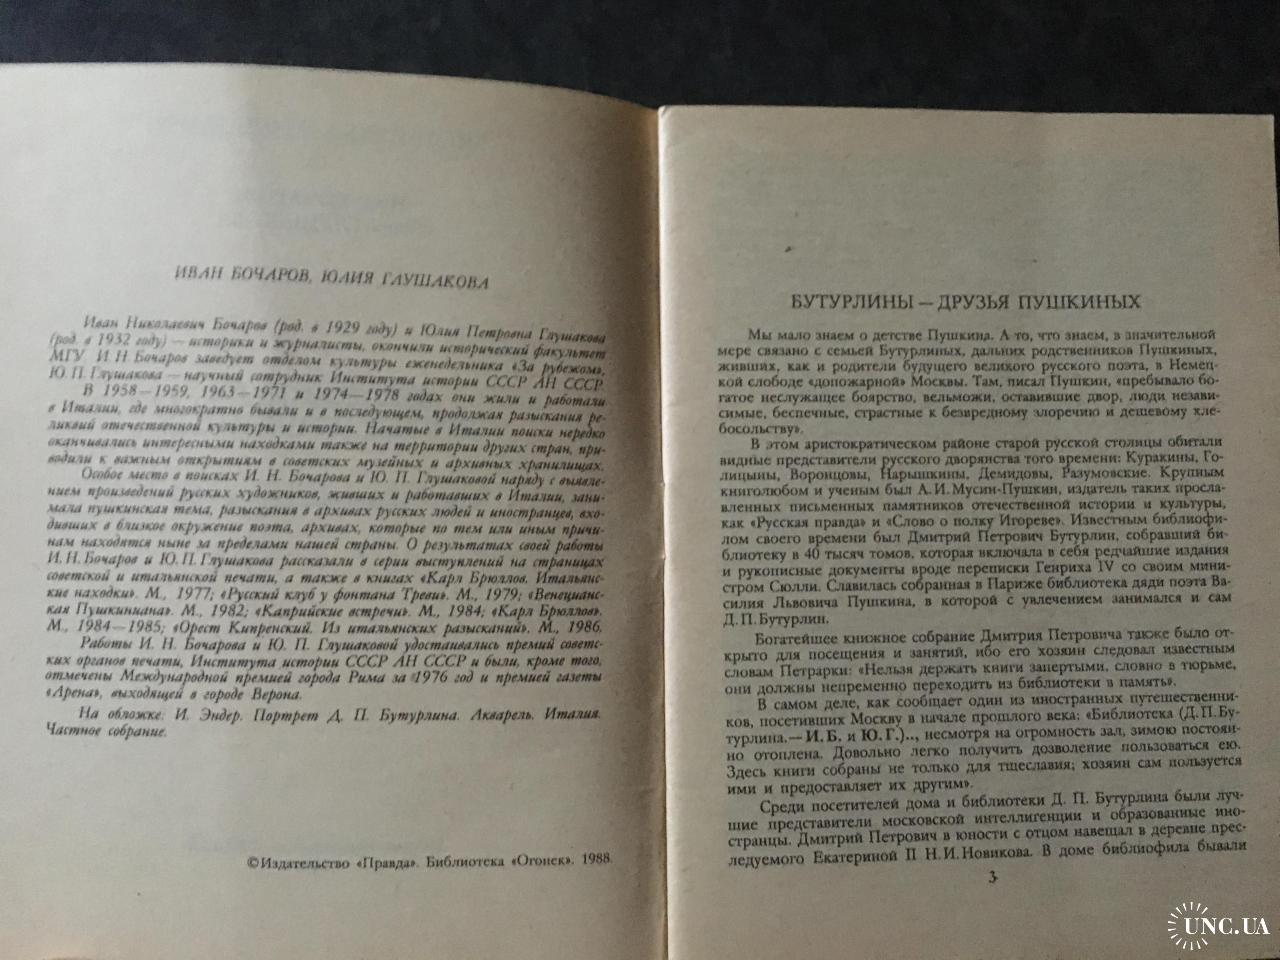 ИВАН БОЧАРОВ, ЮЛИЯ ГЛУШАКОВА
Иван Николаевич Бочаров (род. в 1929 году) и Юлия Петровна Глушакова
(род. в 1932 году) — историки и журналисты, окончили исторический факультет
МГУ. И. Н. Бочаров заведует отделом культуры еженедельника «За рубежом»,
Ю. П. Глушакова — научный сотрудник Института истории СССР АН СССР.
В 1958—1959, 1963—1971 и 1974—1978 годах они жили и работали
в Италии, где многократно бывали и в последующем, продолжая разыскания ре-
ликвий отечественной культуры и истории. Начатые в Италии поиски нередко
оканчивались интересными находками также на территории других стран, при-
водили к важным открытиям в советских музейных и архивных хранилищах.
Особое место в поисках И. Н. Бочарова и Ю. П. Глушаковой наряду с выявле-
нием произведений русских художников, живших и работавших в Италии, зани-
мала пушкинская тема, разыскания в архивах русских людей и иностранцев, вхо-
дивших в близкое окружение поэта, архивах, которые по тем или иным причи-
нам находятся ныне за пределами нашей страны. О результатах своей работы
И. Н. Бочаров и Ю. П. Глушакова рассказали в серии выступлений на страницах
советской и итальянской печати, а также в книгах «Карл Брюллов. Итальянс-
кие находки». М., 1977; «Русский клуб у фонтана Треви». М., 1979; «Венецианс-
кая Пушкиниана». М., 1982; «Каприйские встречи». М., 1984; «Карл Брюллов».
М., 1984—1985; «Орест Кипренский. Из итальянских разысканий». М., 1986.
Работы И. Н. Бочарова и Ю. П. Глушаковой удостаивались премий советс-
ких органов печати, Института истории СССР АН СССР и были, кроме того,
отмечены Международной премией города Рима за 1976 год и премией газеты
«Арена», выходящей в городе Верона.
На обложке: И. Эндер. Портрет Д. П. Бутурлина. Акварель. Италия.
Частное собрание.
©Издательство «Правда». Библиотека «Огонек». 1988.
БУТУРЛИНЫ — ДРУЗЬЯ ПУШКИНЫХ
Мы мало знаем о детстве Пушкина. А то, что знаем, в значительной
мере связано с семьей Бутурлиных, дальних родственников Пушкиных,
живших, как и родители будущего великого русского поэта, в Немец-
кой слободе «допожарной» Москвы. Там, писал Пушкин, «пребывало бо-
гатое неслужащее боярство, вельможи, оставившие двор, люди незави-
симые, беспечные, страстные к безвредному злоречию и дешевому хле-
босольству».
В этом аристократическом районе старой русской столицы обитали
видные представители русского дворянства того времени: Куракины, Го-
лицыны, Воронцовы, Нарышкины, Демидовы, Разумовские. Крупным
книголюбом и ученым был А. И. Мусин-Пушкин, издатель таких просла-
вленных письменных памятников отечественной истории и культуры,
как «Русская правда» и «Слово о полку Игореве». Известным библиофи-
лом своего времени был Дмитрий Петрович Бутурлин, собравший би-
блиотеку в 40 тысяч томов, которая включала в себя редчайшие издания
и рукописные документы вроде переписки Генриха IV со своим мини-
стром Сюлли. Славилась собранная в Париже библиотека дяди поэта Ва-
силия Львовича Пушкина, в которой с увлечением занимался и сам
Д. П. Бутурлин.
Богатейшее книжное собрание Дмитрия Петровича также было от-
крыто для посещения и занятий, ибо его хозяин следовал известным
словам Петрарки: «Нельзя держать книги запертыми, словно в тюрьме,
они должны непременно переходить из библиотеки в память».
В самом деле, как сообщает один из иностранных путешественни-
ков, посетивших Москву в начале прошлого века: «Библиотека (Д. П. Бу-
турлина.— И. Б. и Ю. Г.).., несмотря на огромность зал, зимою постоян-
но отоплена. Довольно легко получить дозволение пользоваться ею.
Здесь книги собраны не только для тщеславия; хозяин сам пользуется
ими и предоставляет их другим».
Среди посетителей дома и библиотеки Д. П. Бутурлина были луч-
шие представители московской интеллигенции и образованные ино-
странцы. Дмитрий Петрович в юности с отцом навещал в деревне прес-
ледуемого Екатериной II Н. И. Новикова. В доме библиофила бывали
3
UNC.UA